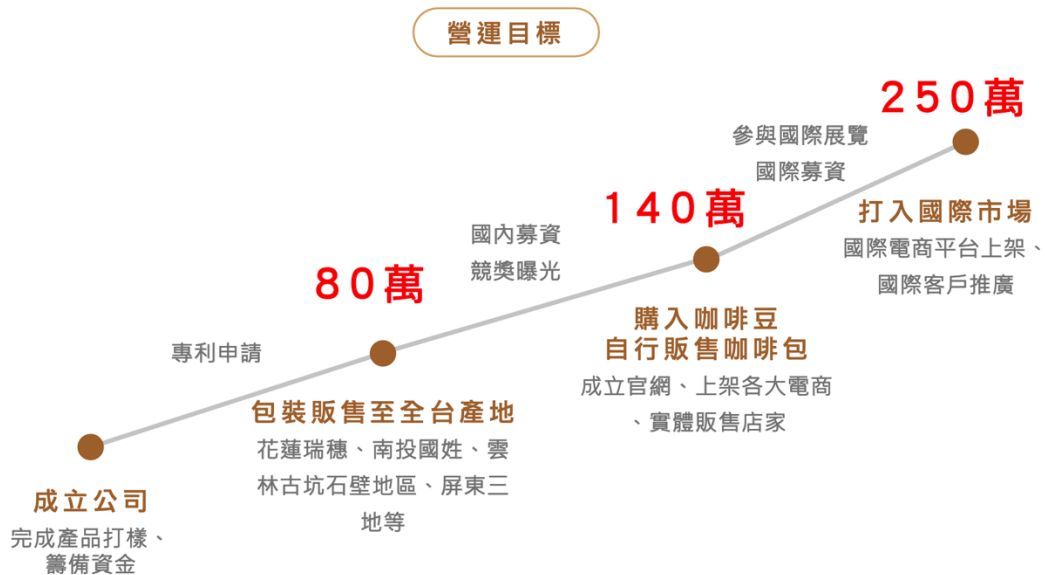 營運目標
250萬
參與國際展覽
國際募資
打入國際市場
國際電商平台上架、
國際客戶推廣
140萬
國內募資
競獎曝光
購入咖啡豆
自行販售咖啡包
成立官網、上架各大電商
、實體販售店家
80萬
專利申請
包裝販售至全台產地
花蓮瑞穗、南投國姓、雲
林古坑石壁地區、屏東三
地等
成立公司
完成產品打樣、
籌備資金